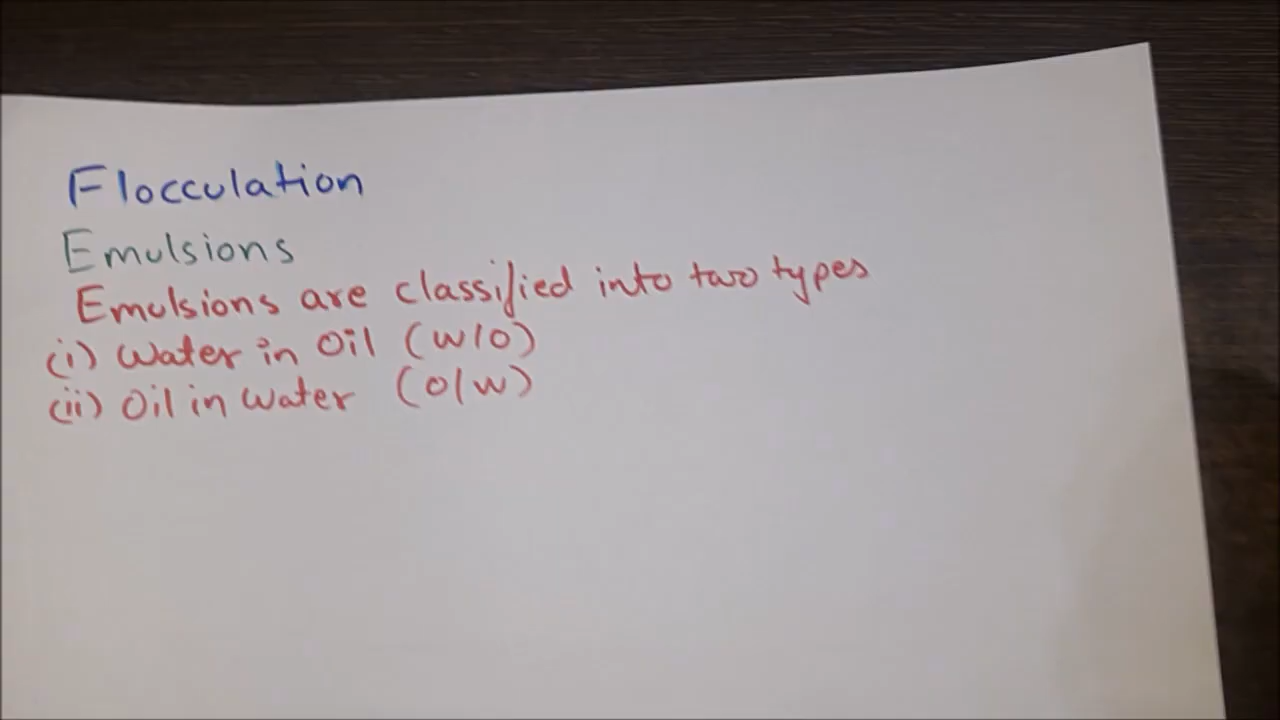 Flocculation
Emulsions
Emulsions are classified into two types
(i) Water in Oil (W/O)
(ii) Oil in Water (O/W)